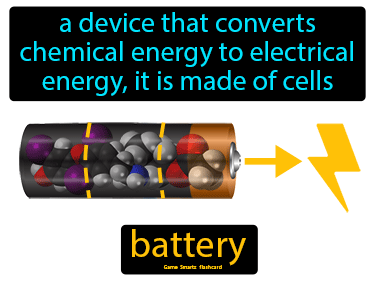 a device that converts
chemical energy to electrical
energy, it is made of cells
battery
Game Smartz flashcard